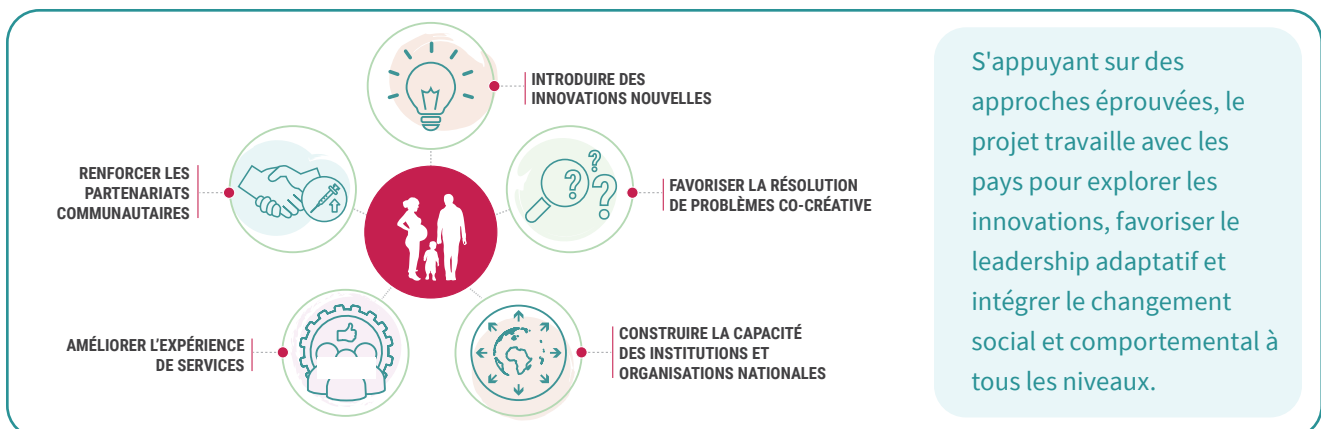 INTRODUIRE DES
INNOVATIONS NOUVELLES
RENFORCER LES
PARTENARIATS
COMMUNAUTAIRES
FAVORISER LA RÉSOLUTION
DE PROBLÈMES CO-CRÉATIVE
AMÉLIORER L'EXPÉRIENCE
DE SERVICES
CONSTRUIRE LA CAPACITÉ
DES INSTITUTIONS ET
ORGANISATIONS NATIONALES
S'appuyant sur des
approches éprouvées, le
projet travaille avec les
pays pour explorer les
innovations, favoriser le
leadership adaptatif et
intégrer le changement
social et comportemental à
tous les niveaux.